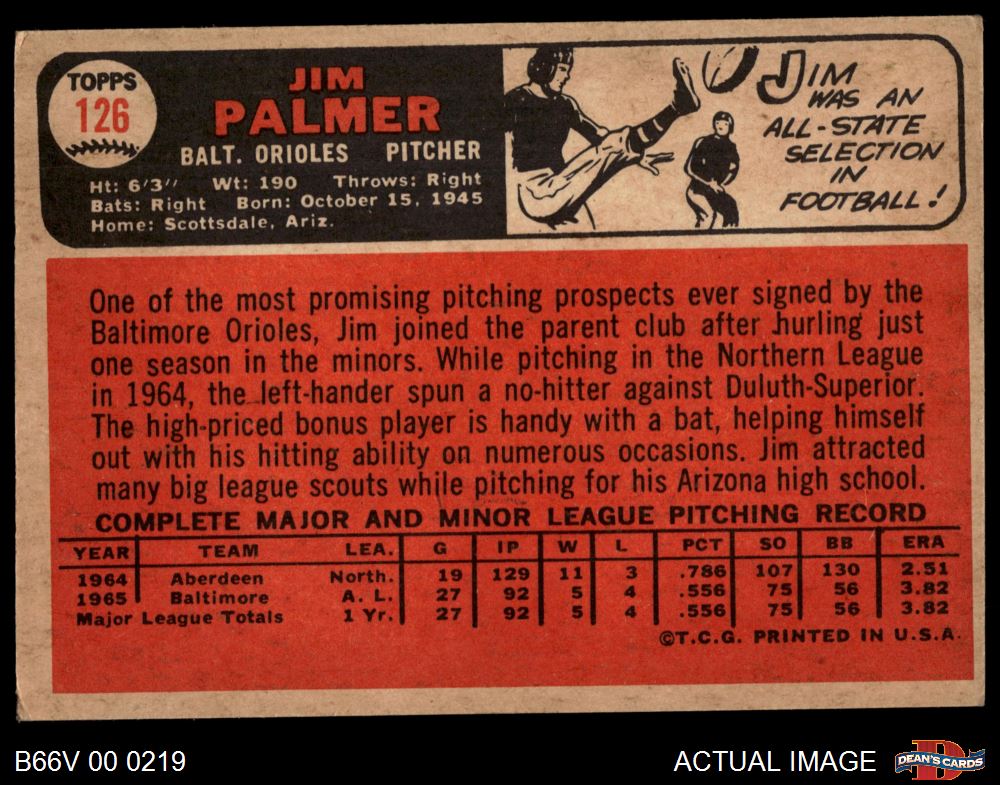 TOPPS
126
JIM
PALMER
BALT. ORIOLES PITCHER
Ht: 6'3" Wt: 190 Throws: Right
Bats: Right Born: October 15, 1945
Home: Scottsdale, Ariz.
JIM
WAS AN
ALL-STATE
SELECTION
IN
FOOTBALL!
One of the most promising pitching prospects ever signed by the
Baltimore Orioles, Jim joined the parent club after hurling just
one season in the minors. While pitching in the Northern League
in 1964, the left-hander spun a no-hitter against Duluth-Superior.
The high-priced bonus player is handy with a bat, helping himself
out with his hitting ability on numerous occasions. Jim attracted
many big league scouts while pitching for his Arizona high school.
COMPLETE MAJOR AND MINOR LEAGUE PITCHING RECORD
YEAR TEAM LEA. G IP W L PCT SO BB ERA
1964 Aberdeen North. 19 129 11 3 .786 107 130 2.51
1965 Baltimore A. L. 27 92 5 4 .556 75 56 3.82
Major League Totals 1 Yr. 27 92 5 4 .556 75 56 3.82
©T.C.G. PRINTED IN U.S.A.
B66V 00 0219
ACTUAL IMAGE
DEAN'S CARDS